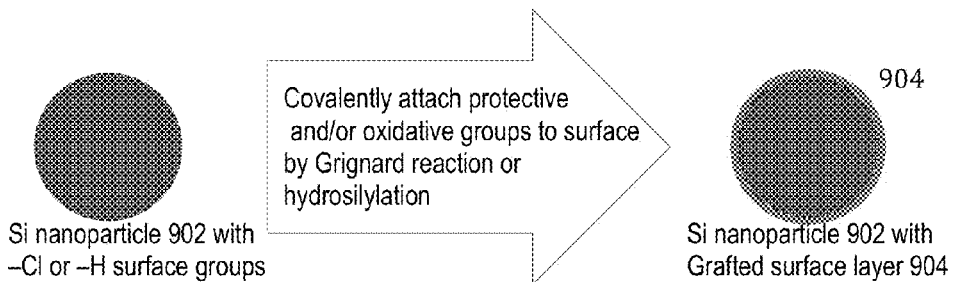 Si nanoparticle 902 with
–Cl or –H surface groups
Covalently attach protective
and/or oxidative groups to surface
by Grignard reaction or
hydrosilylation
904
Si nanoparticle 902 with
Grafted surface layer 904